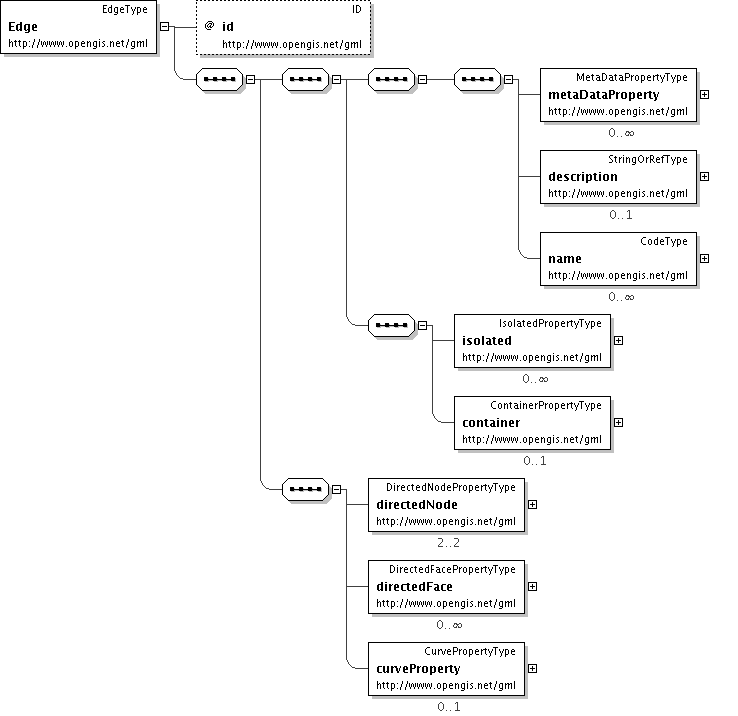 EdgeType
Edge
http://www.opengis.net/gml
ID
@ id
http://www.opengis.net/gml
MetaDataPropertyType
metaDataProperty
http://www.opengis.net/gml
0..∞
StringOrRefType
description
http://www.opengis.net/gml
0..1
CodeType
name
http://www.opengis.net/gml
0..∞
IsolatedPropertyType
isolated
http://www.opengis.net/gml
0..∞
ContainerPropertyType
container
http://www.opengis.net/gml
0..1
DirectedNodePropertyType
directedNode
http://www.opengis.net/gml
2..2
DirectedFacePropertyType
directedFace
http://www.opengis.net/gml
0..∞
CurvePropertyType
curveProperty
http://www.opengis.net/gml
0..1